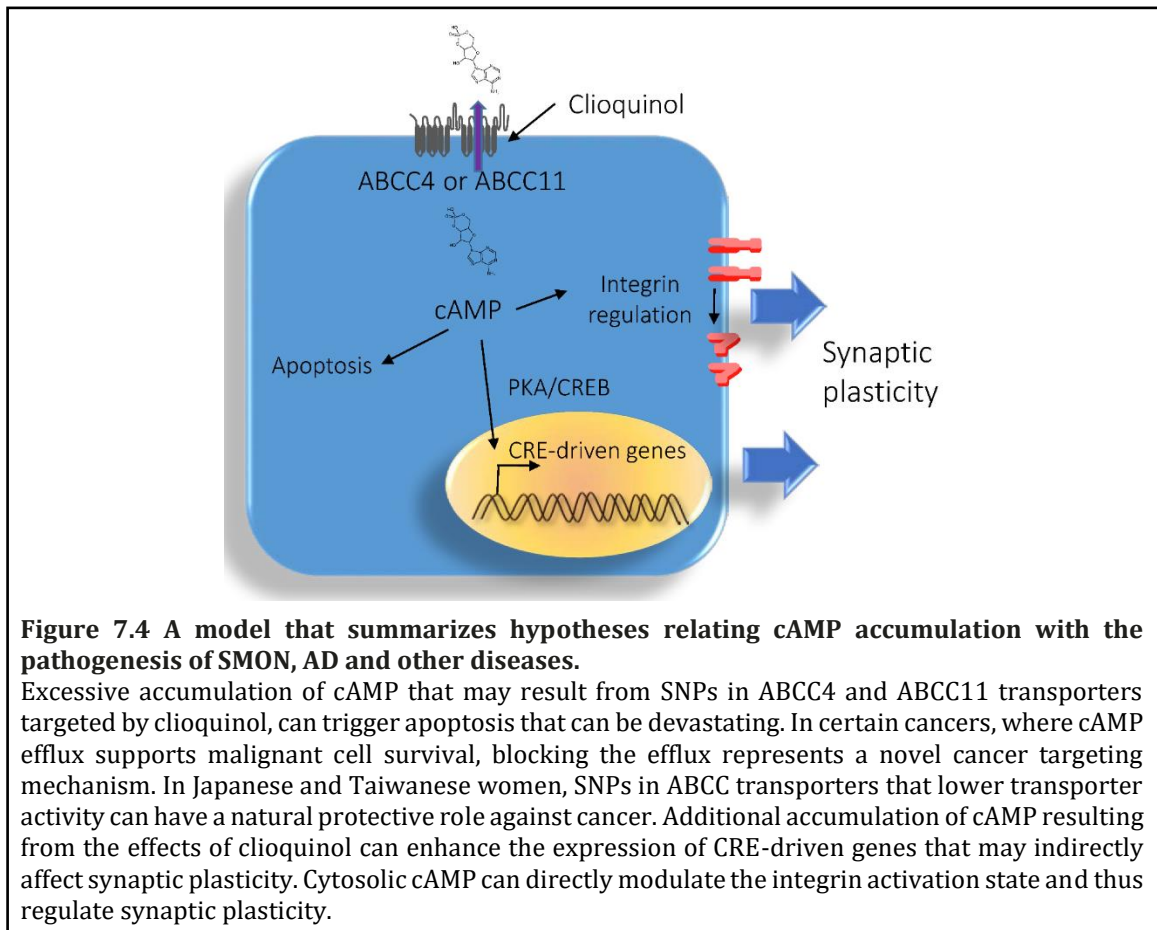 Clioquinol
ABCC4 or ABCC11
Integrin
regulation
cAMP
Apoptosis
Synaptic
plasticity
PKA/CREB
CRE-driven genes
Figure 7.4 A model that summarizes hypotheses relating cAMP accumulation with the
pathogenesis of SMON, AD and other diseases.
Excessive accumulation of cAMP that may result from SNPs in ABCC4 and ABCC11 transporters
targeted by clioquinol, can trigger apoptosis that can be devastating. In certain cancers, where cAMP
efflux supports malignant cell survival, blocking the efflux represents a novel cancer targeting
mechanism. In Japanese and Taiwanese women, SNPs in ABCC transporters that lower transporter
activity can have a natural protective role against cancer. Additional accumulation of cAMP resulting
from the effects of clioquinol can enhance the expression of CRE-driven genes that may indirectly
affect synaptic plasticity. Cytosolic cAMP can directly modulate the integrin activation state and thus
regulate synaptic plasticity.